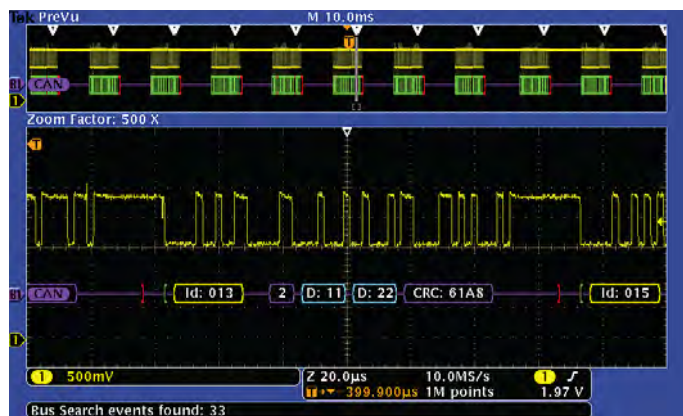 Tek PreVu M 10.0ms
T
B1 CAN
1
Zoom Factor: 500 X
T
B1 CAN Id: 013 2 D: 11 D: 22 CRC: 61A8 Id: 015
1
1 500mV Z 20.0µs 10.0MS/s 1
T -399.900µs 1M points 1.97 V
Bus Search events found: 33